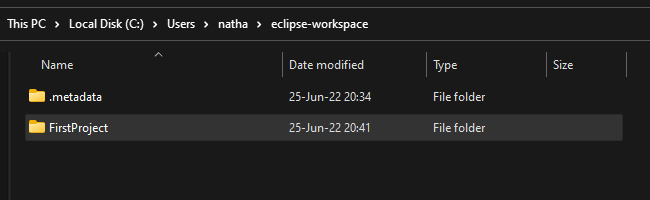 This PC > Local Disk (C:) > Users > natha > eclipse-workspace
Name Date modified Type Size
.metadata 25-Jun-22 20:34 File folder
FirstProject 25-Jun-22 20:41 File folder